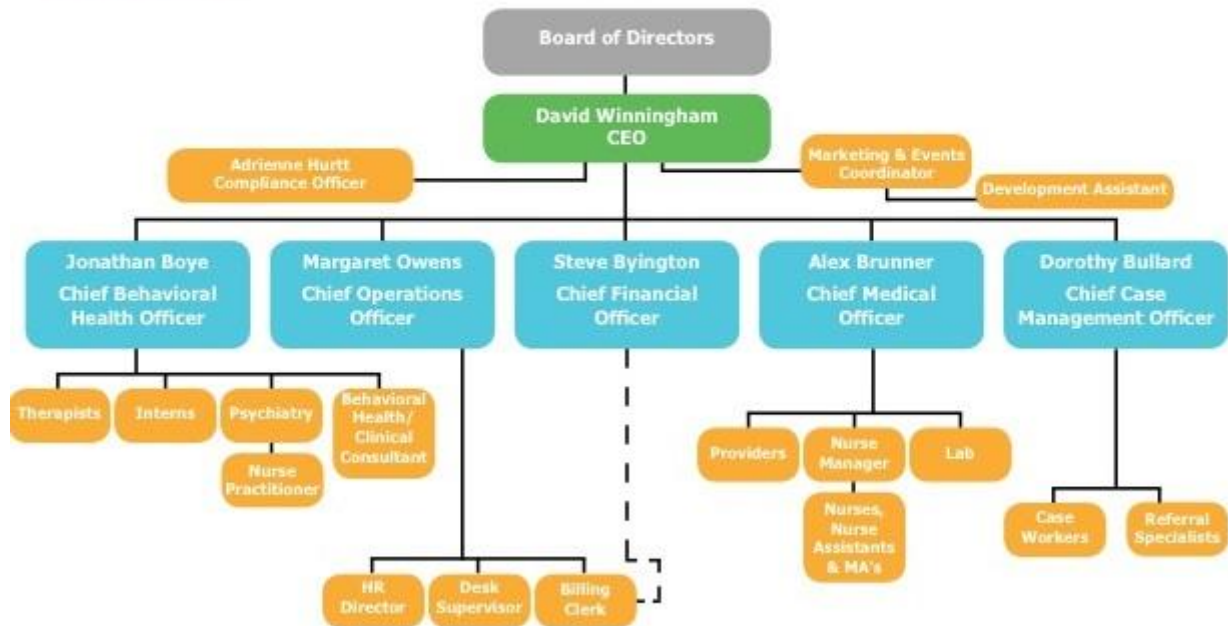 Board of Directors
David Winningham
CEO
Adrienne Hurtt
Compliance Officer
Marketing & Events
Coordinator
Development Assistant
Jonathan Boye
Chief Behavioral
Health Officer
Margaret Owens
Chief Operations
Officer
Steve Byington
Chief Financial
Officer
Alex Brunner
Chief Medical
Officer
Dorothy Bullard
Chief Case
Management Officer
Therapists
Interns
Psychiatry
Nurse
Practitioner
Behavioral
Health/
Clinical
Consultant
HR
Director
Desk
Supervisor
Billing
Clerk
Providers
Nurse
Manager
Nurses,
Nurse
Assistants
& MA's
Lab
Case
Workers
Referral
Specialists